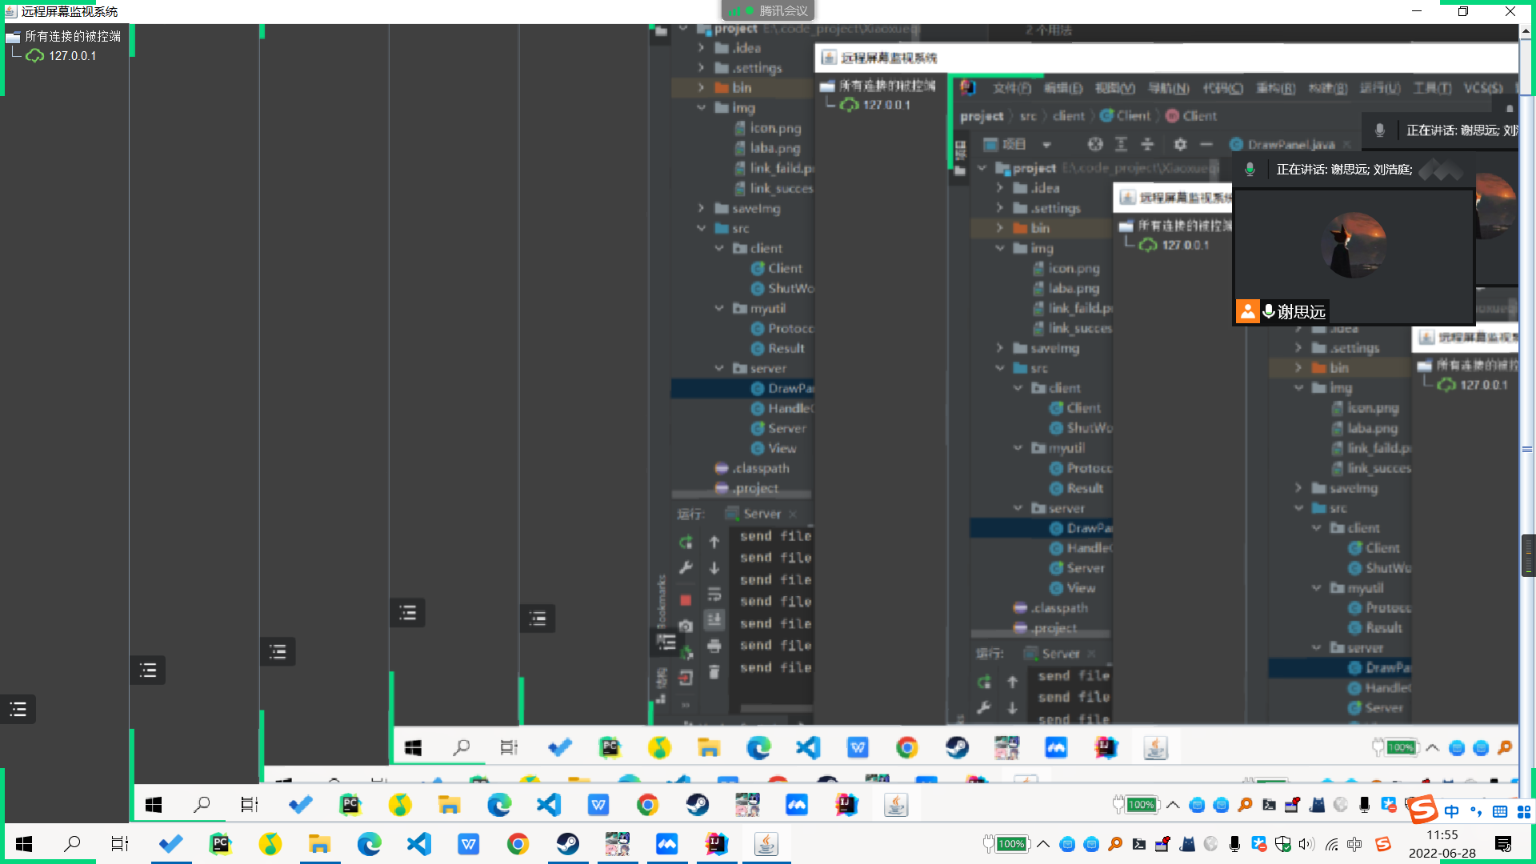 远程屏幕监视系统
腾讯会议
所有连接的被控端
127.0.0.1
project E:\.code_project\Xiaoxue
2 个用法
.idea
.settings
bin
img
icon.png
laba.png
link_faild.p
link_succes
saveImg
src
client
Client
ShutWo
myutil
Protoco
Result
server
DrawPa
Handle
Server
View
.classpath
.project
运行: Server
send file
send file
send file
send file
send file
send file
send file
Bookmarks
结构
远程屏幕监视系统
所有连接的被控端
127.0.0.1
文件(F) 编辑(E) 视图(V) 导航(N) 代码(C) 重构(R) 构建(B) 运行(U) 工具(T) VCS(S)
project src client Client Client
项目 DrawPanel.java
正在讲话: 谢思远; 刘
正在讲话: 谢思远; 刘浩庭;
谢思远
project E:\.code_project\Xiaoxue
.idea
.settings
bin
img
icon.png
laba.png
link_faild.p
link_succes
saveImg
src
client
Client
ShutWo
myutil
Protoco
Result
server
DrawPa
Handle
Server
View
.classpath
.project
运行: Server
send file
send file
send file
远程屏幕监视系统
所有连接的被控端
127.0.0.1
.idea
.settings
bin
img
icon.png
laba.png
link_faild.p
link_succes
saveImg
src
client
Client
ShutWo
myutil
Protoco
Result
server
DrawPa
Handle
Server
远程屏幕监视系
所有连接的被控
127.0.0.1
100%
100%
中
100%
中
11:55
2022-06-28